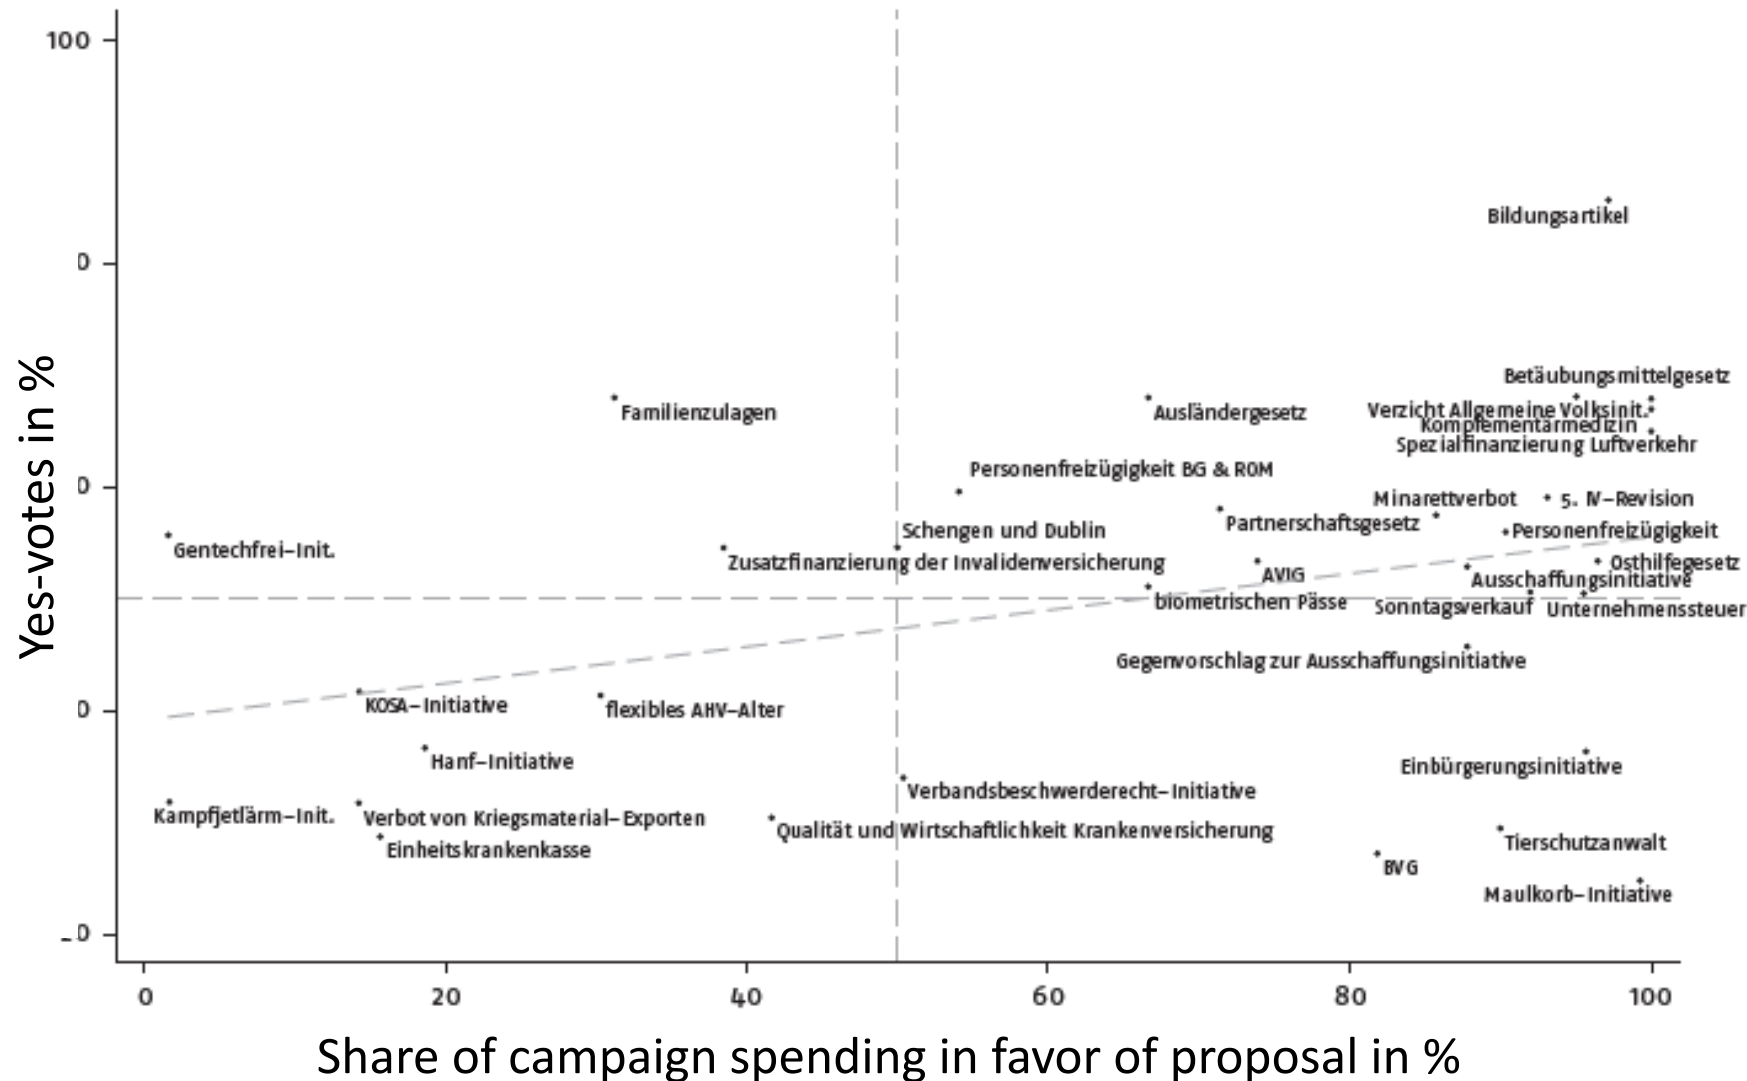 100
Bildungsartikel
0
Betäubungsmittelgesetz
Familienzulagen
Ausländergesetz
Verzicht Allgemeine Volksinit.
Komplementärmedizin
Spezialfinanzierung Luftverkehr
Personenfreizügigkeit BG & ROM
0
Minarettverbot
5. IV-Revision
Partnerschaftsgesetz
Schengen und Dublin
Personenfreizügigkeit
Gentechfrei-Init.
Zusatzfinanzierung der Invalidenversicherung
Osthilfegesetz
AVIG
Ausschaffungsinitiative
biometrischen Pässe
Sonntagsverkauf
Unternehmenssteuer
Gegenvorschlag zur Ausschaffungsinitiative
KOSA-Initiative
flexibles AHV-Alter
0
Hanf-Initiative
Einbürgerungsinitiative
Verbandsbeschwerderecht-Initiative
Kampfjetlärm-Init.
Verbot von Kriegsmaterial-Exporten
Qualität und Wirtschaftlichkeit Krankenversicherung
Einheitskrankenkasse
Tierschutzanwalt
BVG
Maulkorb-Initiative
0
Yes-votes in %
0 20 40 60 80 100
Share of campaign spending in favor of proposal in %